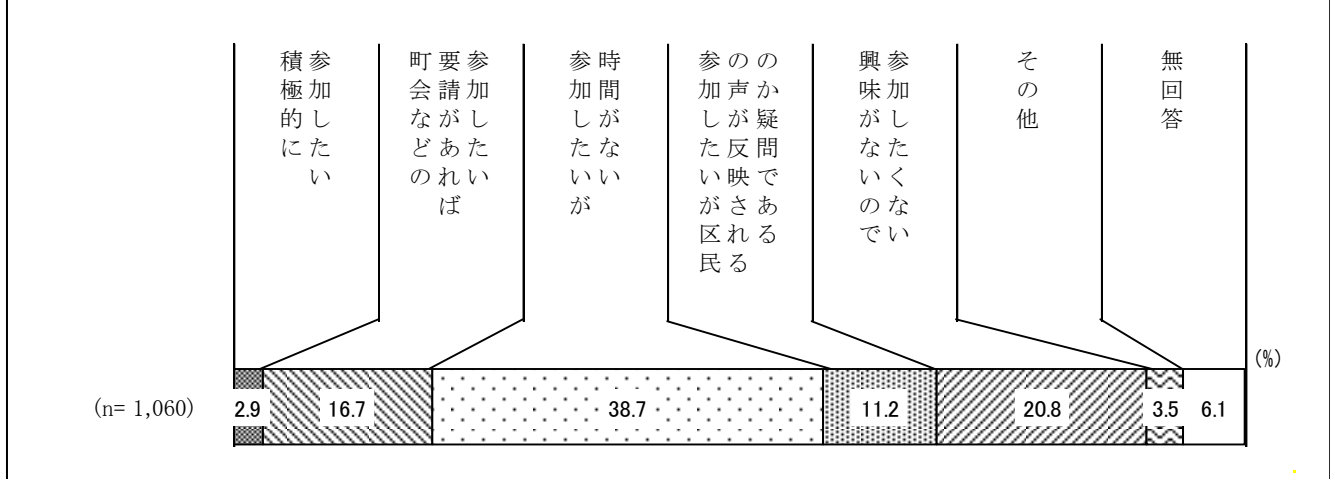 積極的に
参加したい
町会などの
要請があれば
参加したい
参加したいが
時間がない
参加したいが区民
の声が反映される
のか疑問である
興味がないので
参加したくない
その他
無回答
(%)
(n= 1,060) 2.9 16.7 38.7 11.2 20.8 3.5 6.1